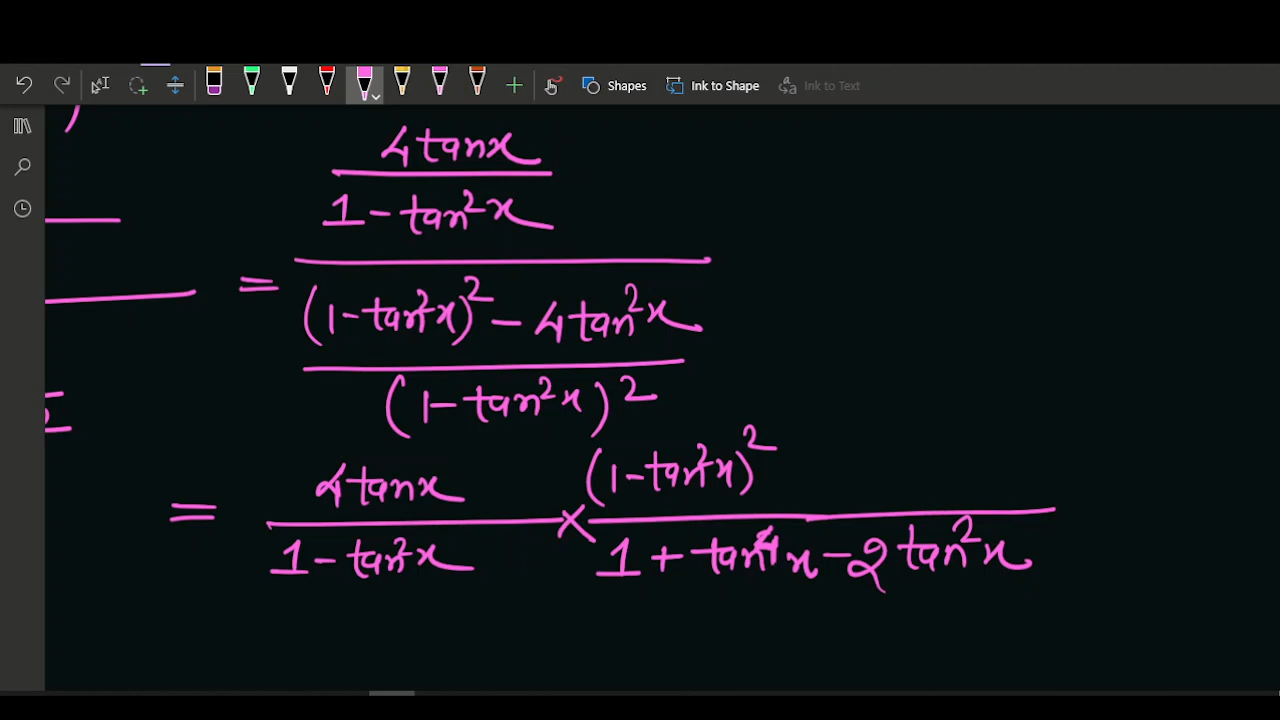 Shapes Ink to Shape Ink to Text
4tanx
1 - tan²x
=
(1-tan²x)² - 4tan²x
(1-tan²x)²
= 4tanx × (1-tan²x)²
1 - tan²x 1 + tan⁴x - 2tan²x